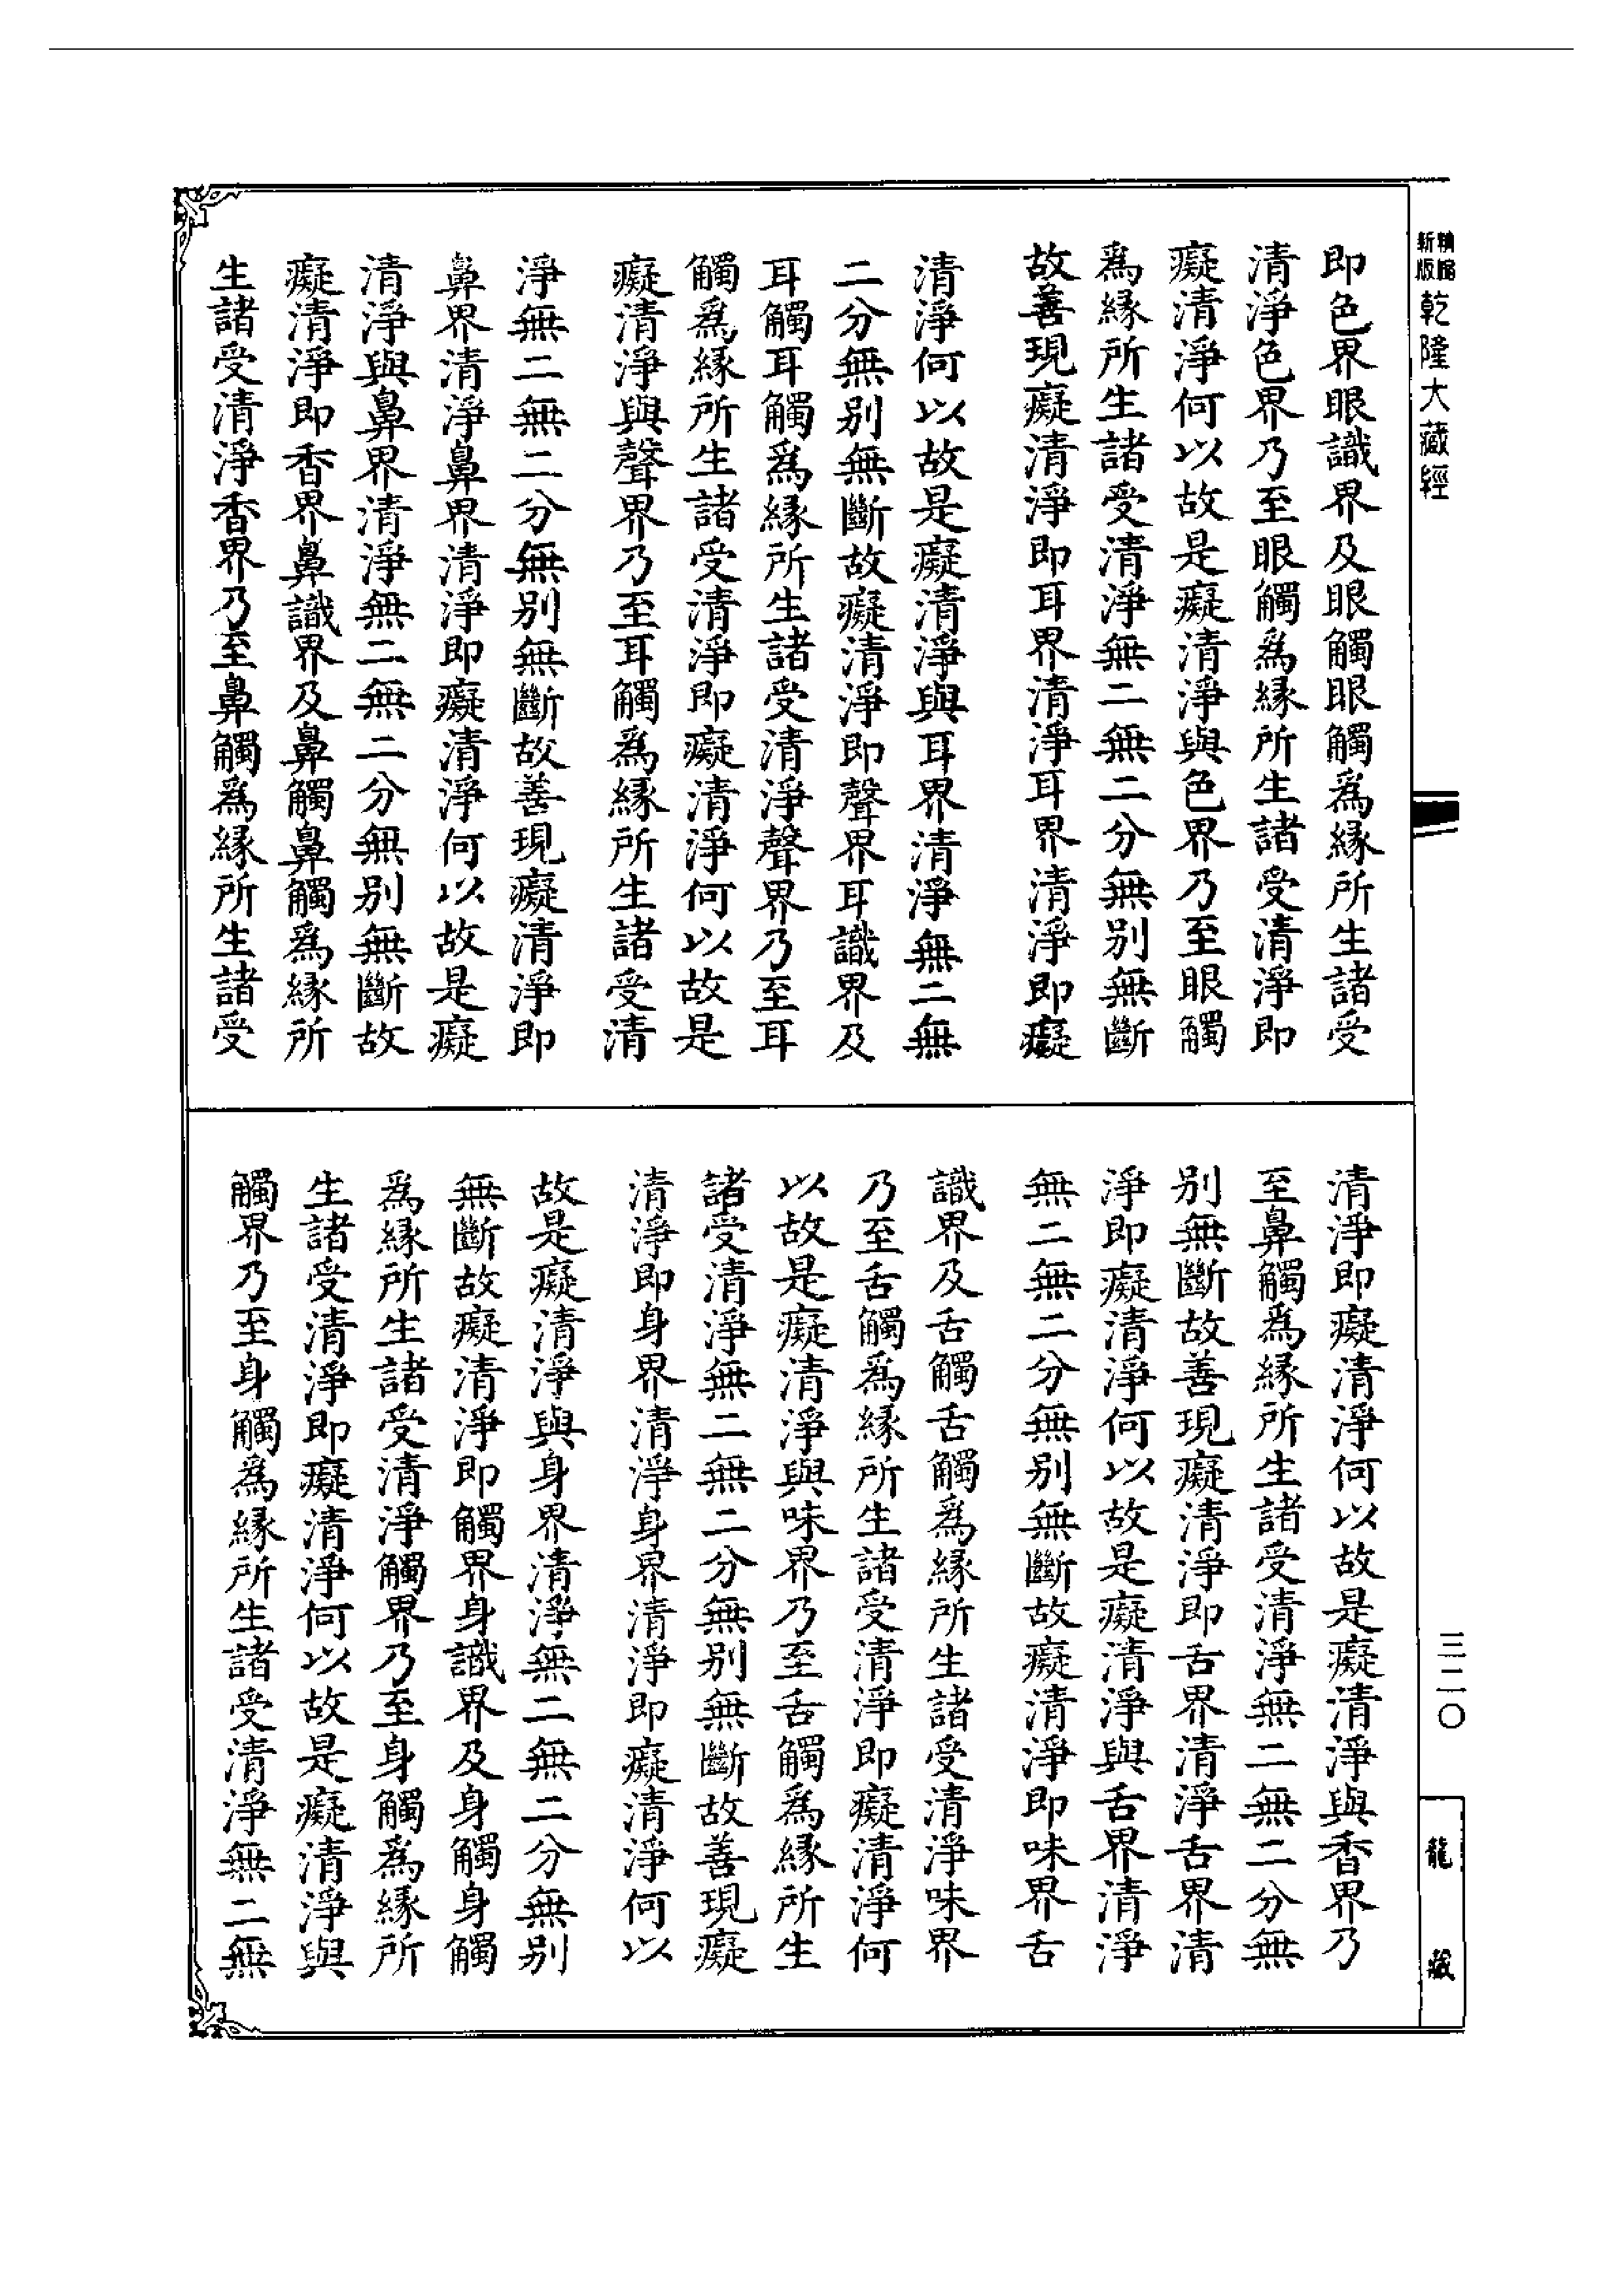 即色界眼識界及眼觸眼觸爲緣所生諸受
清淨色界乃至眼觸爲緣所生諸受清淨即
癡清淨何以故是癡清淨與色界乃至眼觸
爲緣所生諸受清淨無二無二分無別無斷
故善現癡清淨即耳界清淨耳界清淨即癡
清淨何以故是癡清淨與耳界清淨無二無
二分無別無斷故癡清淨即聲界耳識界及
耳觸耳觸爲緣所生諸受清淨聲界乃至耳
觸爲緣所生諸受清淨即癡清淨何以故是
癡清淨與聲界乃至耳觸爲緣所生諸受清
淨無二無二分無別無斷故善現癡清淨即
鼻界清淨鼻界清淨即癡清淨何以故是癡
清淨與鼻界清淨無二無二分無別無斷故
癡清淨即香界鼻識界及鼻觸鼻觸爲緣所
生諸受清淨香界乃至鼻觸爲緣所生諸受
清淨即癡清淨何以故是癡清淨與香界乃
至鼻觸爲緣所生諸受清淨無二無二分無
別無斷故善現癡清淨即舌界清淨舌界清
淨即癡清淨何以故是癡清淨與舌界清淨
無二無二分無別無斷故癡清淨即味界舌
識界及舌觸舌觸爲緣所生諸受清淨味界
乃至舌觸爲緣所生諸受清淨即癡清淨何
以故是癡清淨與味界乃至舌觸爲緣所生
諸受清淨無二無二分無別無斷故善現癡
清淨即身界清淨身界清淨即癡清淨何以
故是癡清淨與身界清淨無二無二分無別
無斷故癡清淨即觸界身識界及身觸身觸
爲緣所生諸受清淨觸界乃至身觸爲緣所
生諸受清淨即癡清淨何以故是癡清淨與
觸界乃至身觸爲緣所生諸受清淨無二無
新版精縮乾隆大藏經
三二〇
龍藏